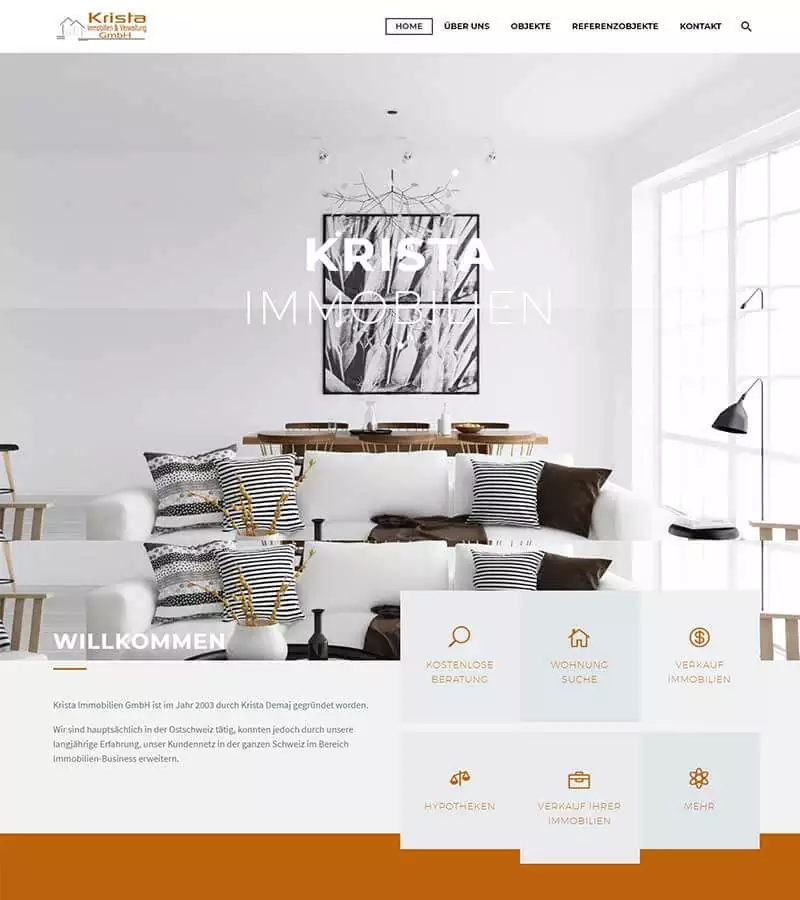 Krista
Immobilien & Verwaltung
GmbH
HOME ÜBER UNS OBJEKTE REFERENZOBJEKTE KONTAKT
KRISTA
IMMOBILIEN
WILLKOMMEN
Krista Immobilien GmbH ist im Jahr 2003 durch Krista Demaj gegründet worden.
Wir sind hauptsächlich in der Ostschweiz tätig, konnten jedoch durch unsere
langjährige Erfahrung, unser Kundennetz in der ganzen Schweiz im Bereich
Immobilien-Business erweitern.
KOSTENLOSE
BERATUNG
WOHNUNG
SUCHE
VERKAUF
IMMOBILIEN
HYPOTHEKEN
VERKAUF IHRER
IMMOBILIEN
MEHR